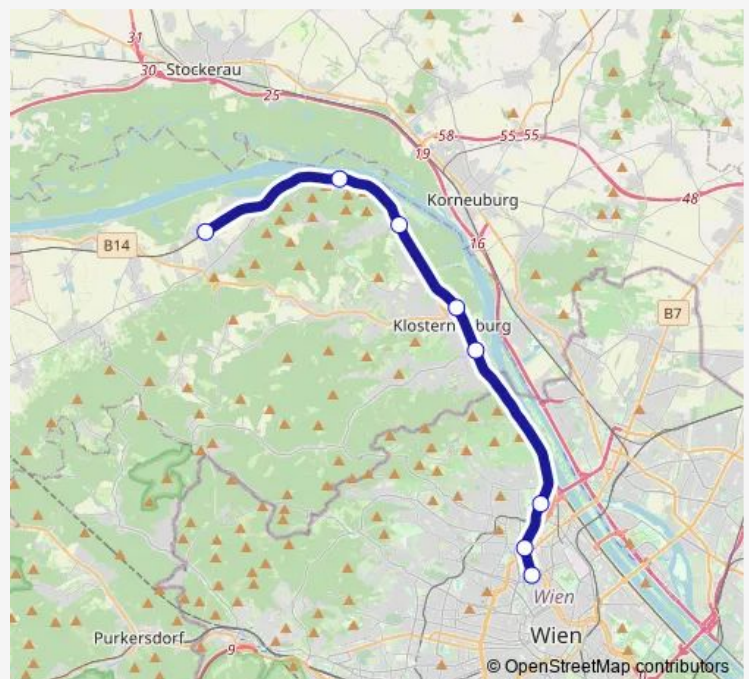 31
30
Stockerau
25
58
55
55
19
Korneuburg
48
B14
16
B7
Klostern burg
Wien
Purkersdorf
9
Wien
© OpenStreetMap contributors